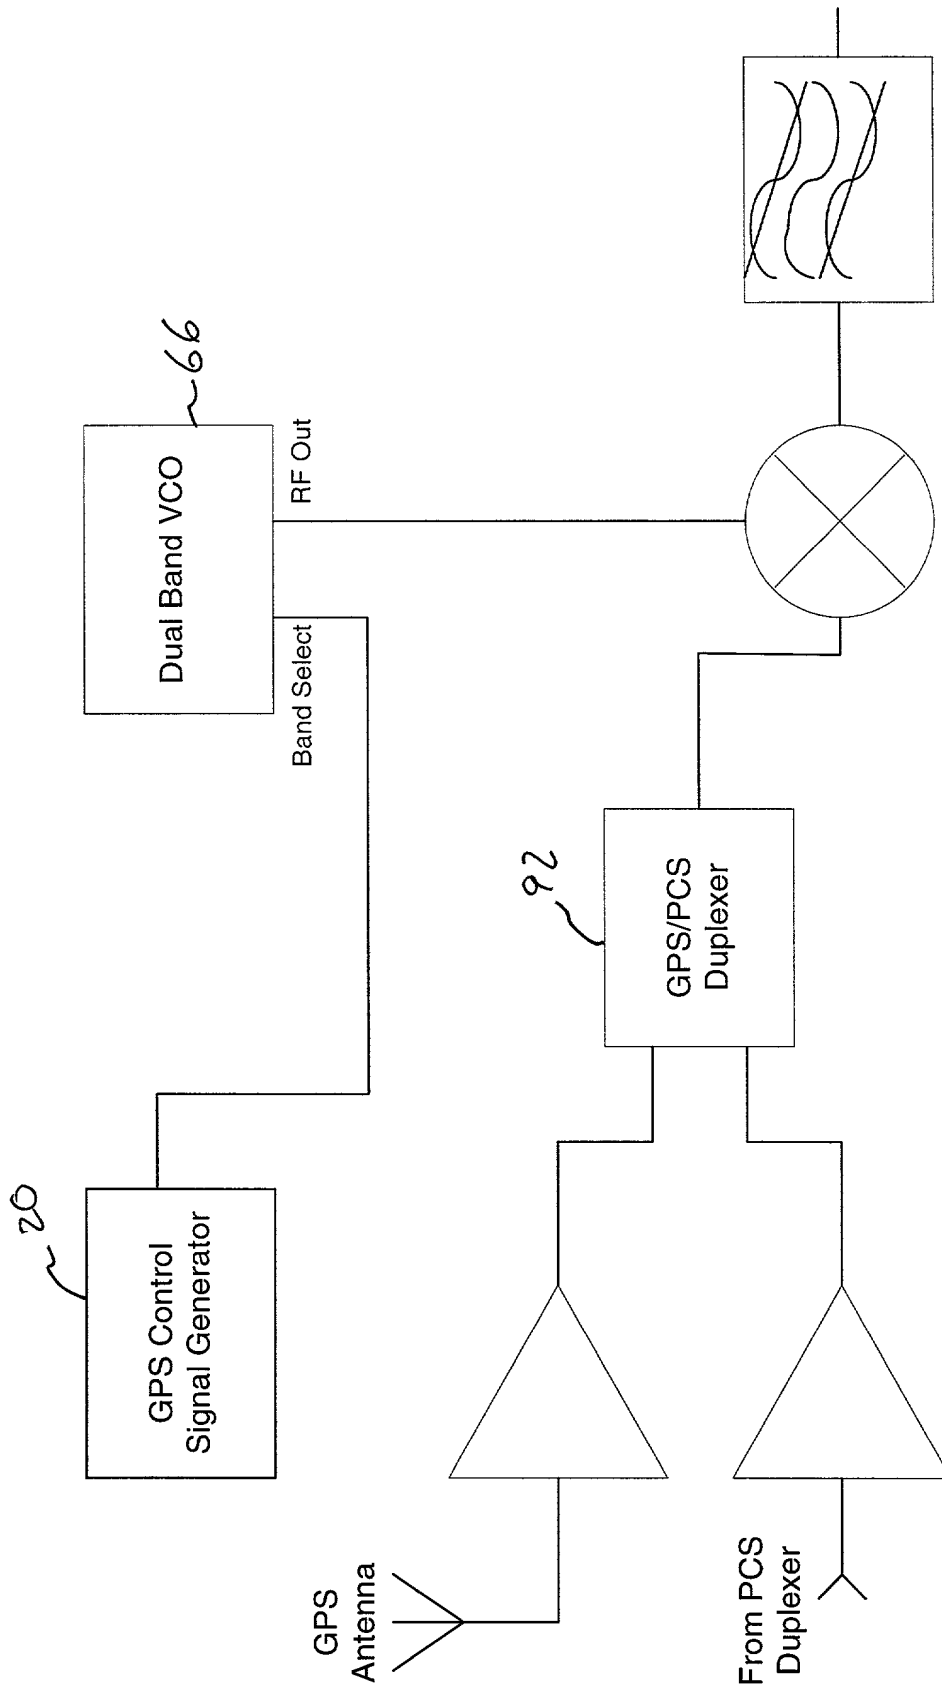 20
GPS Control
Signal Generator
Dual Band VCO
66
Band Select
RF Out
GPS
Antenna
92
GPS/PCS
Duplexer
From PCS
Duplexer